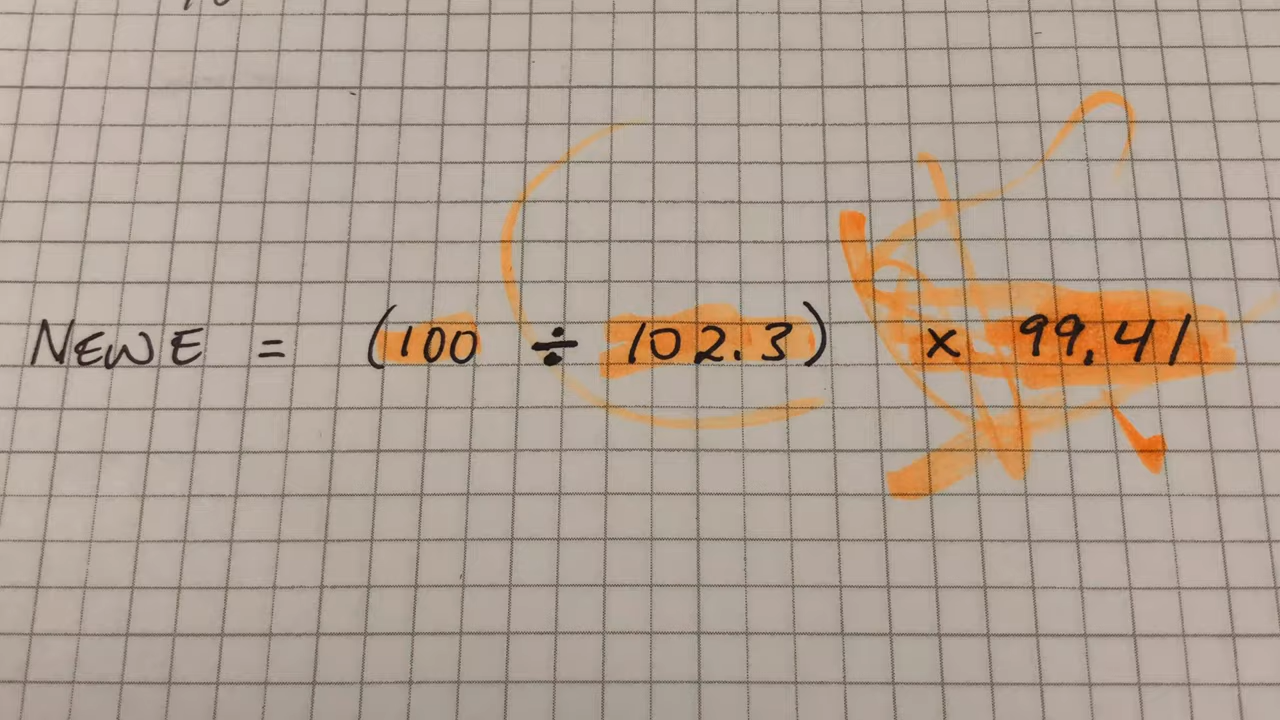 NEWE = (100 ÷ 102.3) × 99.41